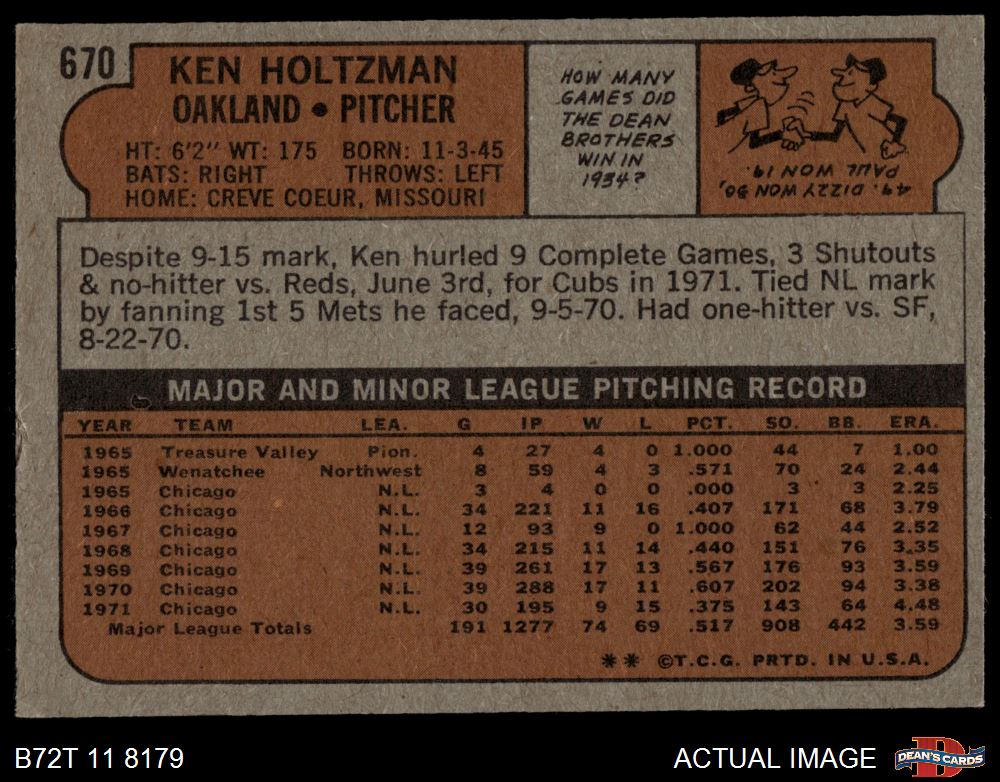 670
KEN HOLTZMAN
OAKLAND • PITCHER
HT: 6'2" WT: 175 BORN: 11-3-45
BATS: RIGHT THROWS: LEFT
HOME: CREVE COEUR, MISSOURI
HOW MANY
GAMES DID
THE DEAN
BROTHERS
WIN IN
1934?
49. DIZZY WON 30,
PAUL WON 19.
Despite 9-15 mark, Ken hurled 9 Complete Games, 3 Shutouts
& no-hitter vs. Reds, June 3rd, for Cubs in 1971. Tied NL mark
by fanning 1st 5 Mets he faced, 9-5-70. Had one-hitter vs. SF,
8-22-70.
MAJOR AND MINOR LEAGUE PITCHING RECORD
YEAR TEAM LEA. G IP W L PCT. SO. BB. ERA.
1965 Treasure Valley Pion. 4 27 4 0 1.000 44 7 1.00
1965 Wenatchee Northwest 8 59 4 3 .571 70 24 2.44
1965 Chicago N.L. 3 4 0 0 .000 3 3 2.25
1966 Chicago N.L. 34 221 11 16 .407 171 68 3.79
1967 Chicago N.L. 12 93 9 0 1.000 62 44 2.52
1968 Chicago N.L. 34 215 11 14 .440 151 76 3.35
1969 Chicago N.L. 39 261 17 13 .567 176 93 3.59
1970 Chicago N.L. 39 288 17 11 .607 202 94 3.38
1971 Chicago N.L. 30 195 9 15 .375 143 64 4.48
Major League Totals 191 1277 74 69 .517 908 442 3.59
** ©T.C.G. PRTD. IN U.S.A.
B72T 11 8179
ACTUAL IMAGE
D
DEAN'S CARDS